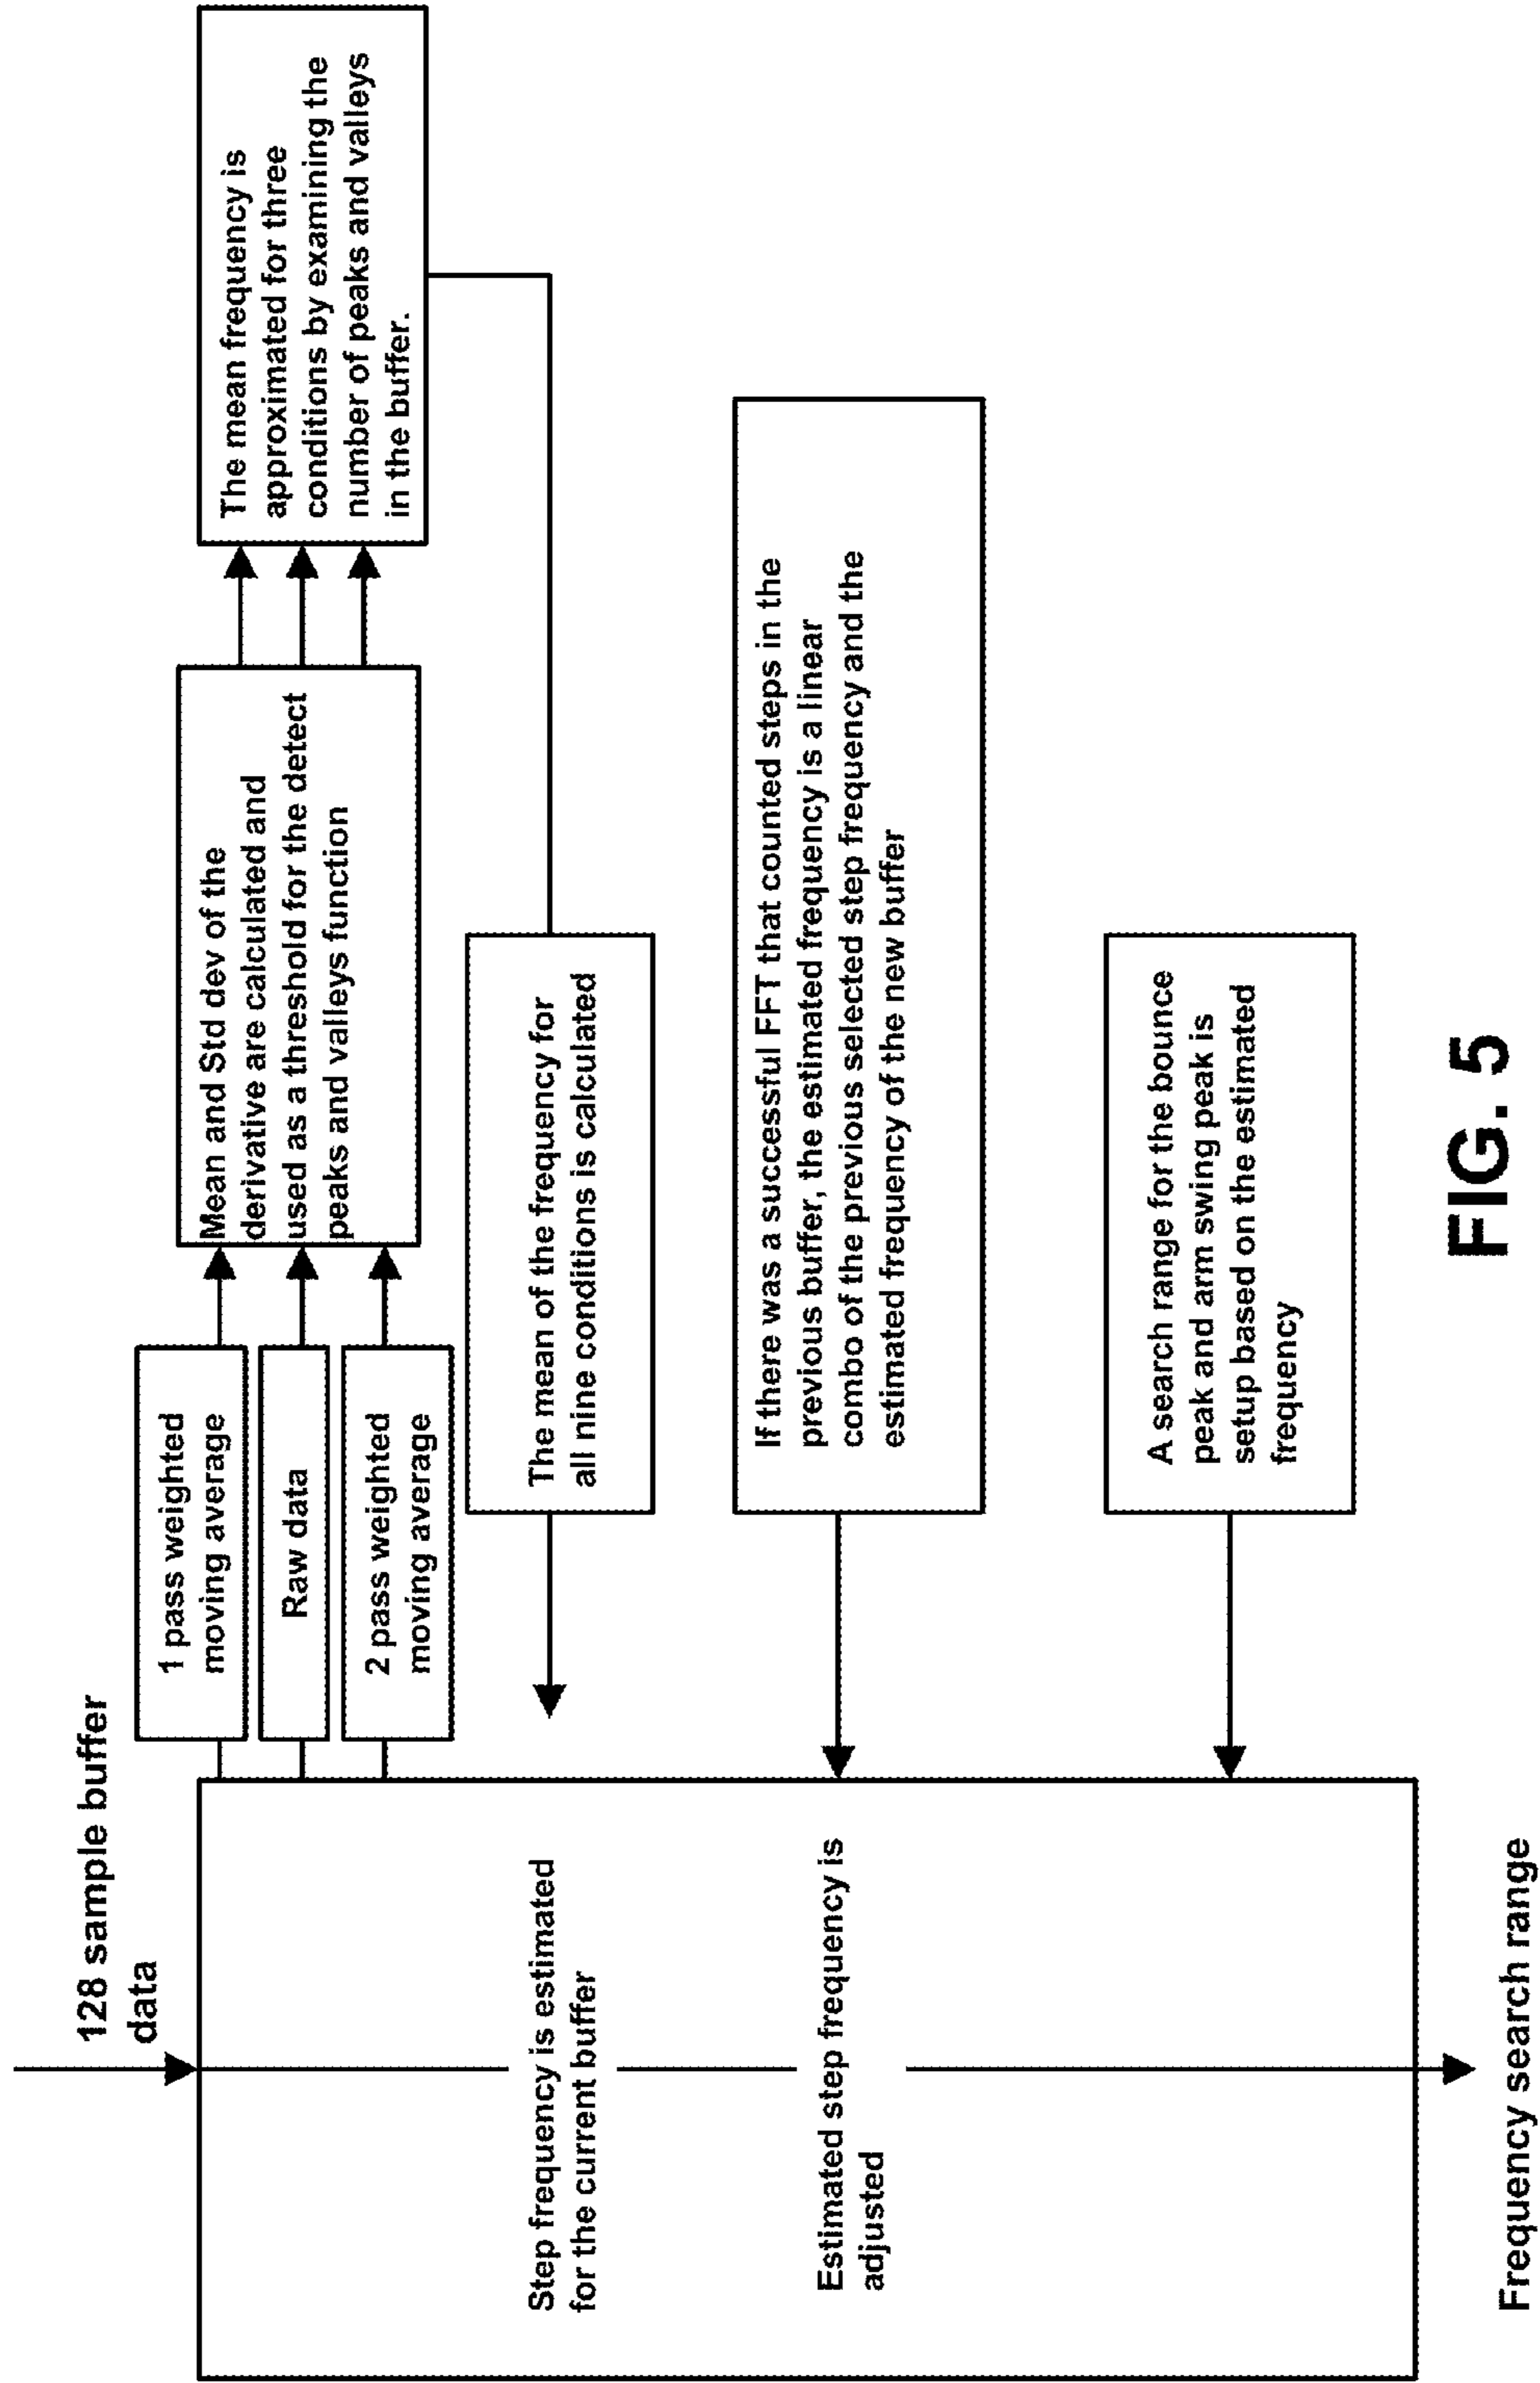 128 sample buffer
data
1 pass weighted
moving average
Raw data
2 pass weighted
moving average
Mean and Std dev of the
derivative are calculated and
used as a threshold for the detect
peaks and valleys function
The mean frequency is
approximated for three
conditions by examining the
number of peaks and valleys
in the buffer.
Step frequency is estimated
for the current buffer
The mean of the frequency for
all nine conditions is calculated
Estimated step frequency is
adjusted
If there was a successful FFT that counted steps in the
previous buffer, the estimated frequency is a linear
combo of the previous selected step frequency and the
estimated frequency of the new buffer
A search range for the bounce
peak and arm swing peak is
setup based on the estimated
frequency
Frequency search range
FIG. 5